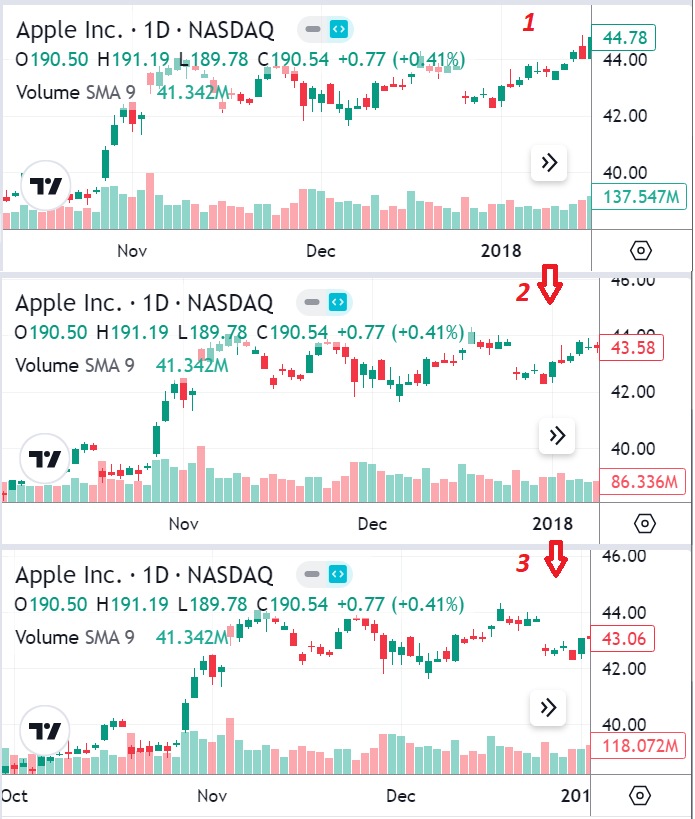 Apple Inc. · 1D · NASDAQ
1
44.78
O190.50 H191.19 L189.78 C190.54 +0.77 (+0.41%)
44.00
Volume SMA 9 41.342M
42.00
40.00
137.547M
Nov Dec 2018
2
46.00
Apple Inc. · 1D · NASDAQ
O190.50 H191.19 L189.78 C190.54 +0.77 (+0.41%)
44.00
43.58
Volume SMA 9 41.342M
42.00
40.00
86.336M
Nov Dec 2018
3
46.00
Apple Inc. · 1D · NASDAQ
O190.50 H191.19 L189.78 C190.54 +0.77 (+0.41%)
44.00
Volume SMA 9 41.342M
43.06
42.00
40.00
118.072M
Oct Nov Dec 201